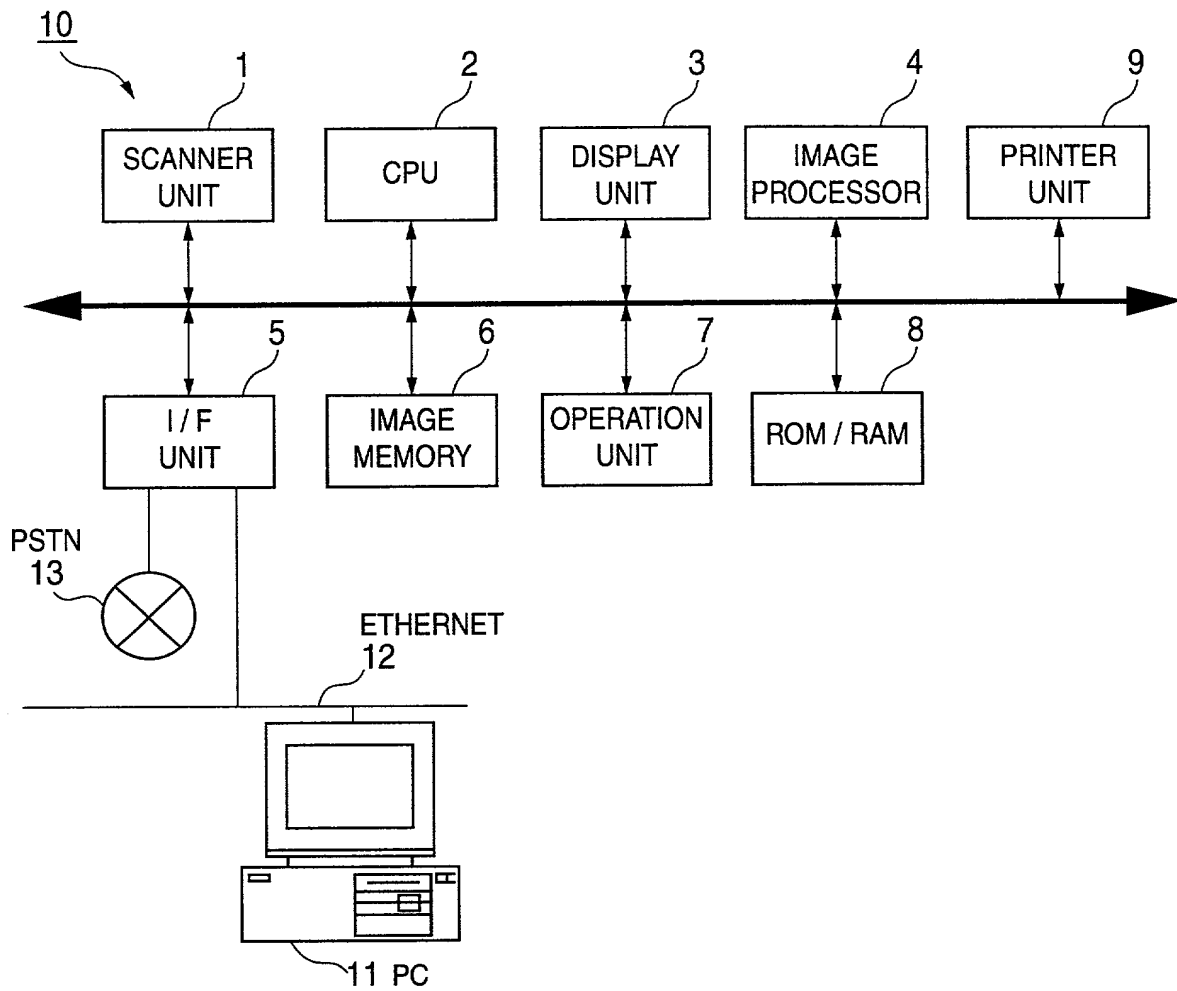 10
1
2
3
4
9
SCANNER
UNIT
CPU
DISPLAY
UNIT
IMAGE
PROCESSOR
PRINTER
UNIT
5
6
7
8
I / F
UNIT
IMAGE
MEMORY
OPERATION
UNIT
ROM / RAM
PSTN
13
ETHERNET
12
11 PC